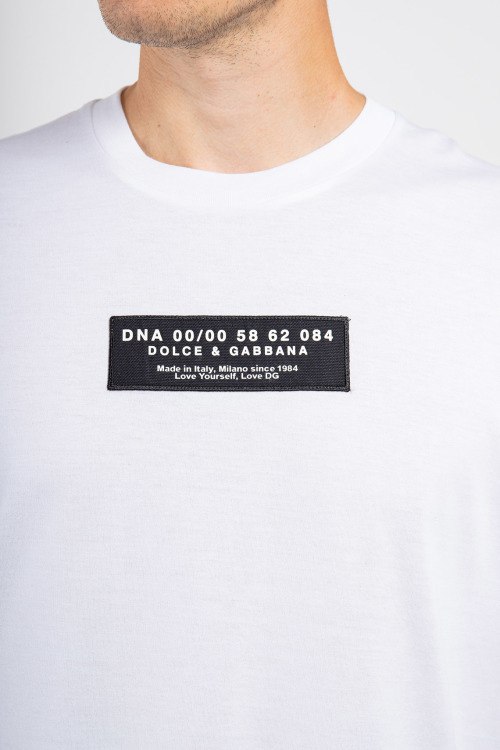 DNA 00/00 58 62 084
DOLCE & GABBANA
Made in Italy, Milano since 1984
Love Yourself, Love DG